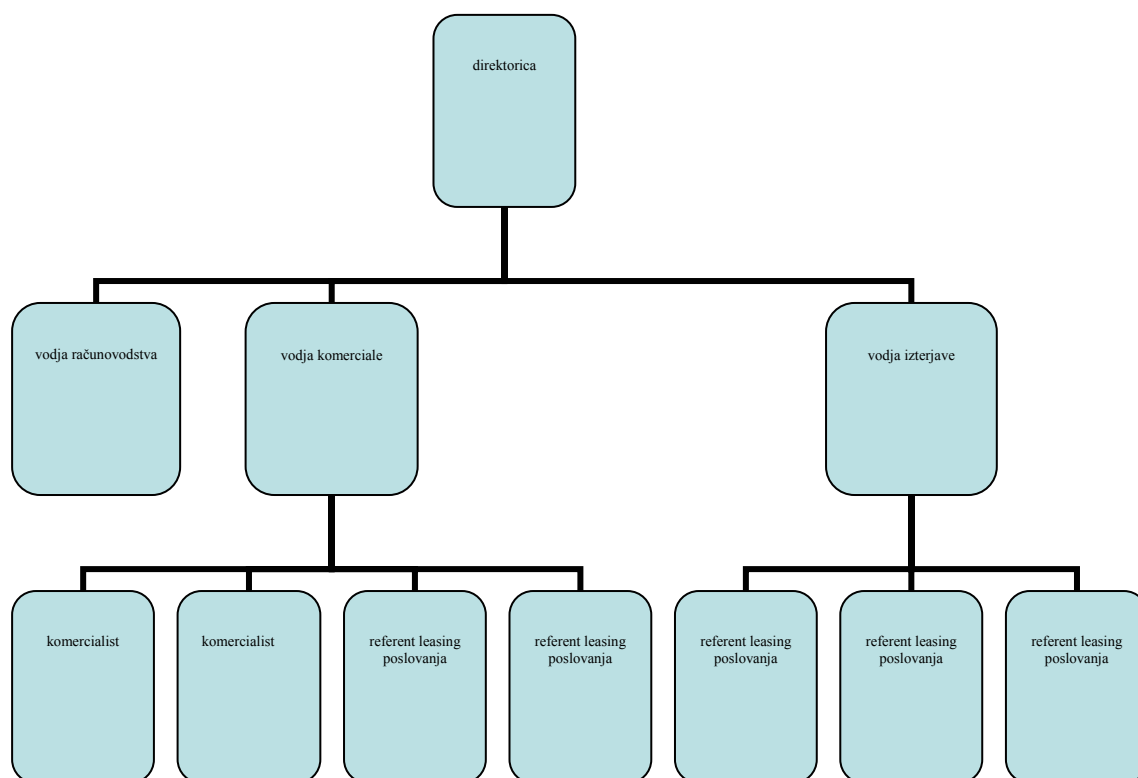 direktorica
vodja računovodstva
vodja komerciale
vodja izterjave
komercialist
komercialist
referent leasing
poslovanja
referent leasing
poslovanja
referent leasing
poslovanja
referent leasing
poslovanja
referent leasing
poslovanja